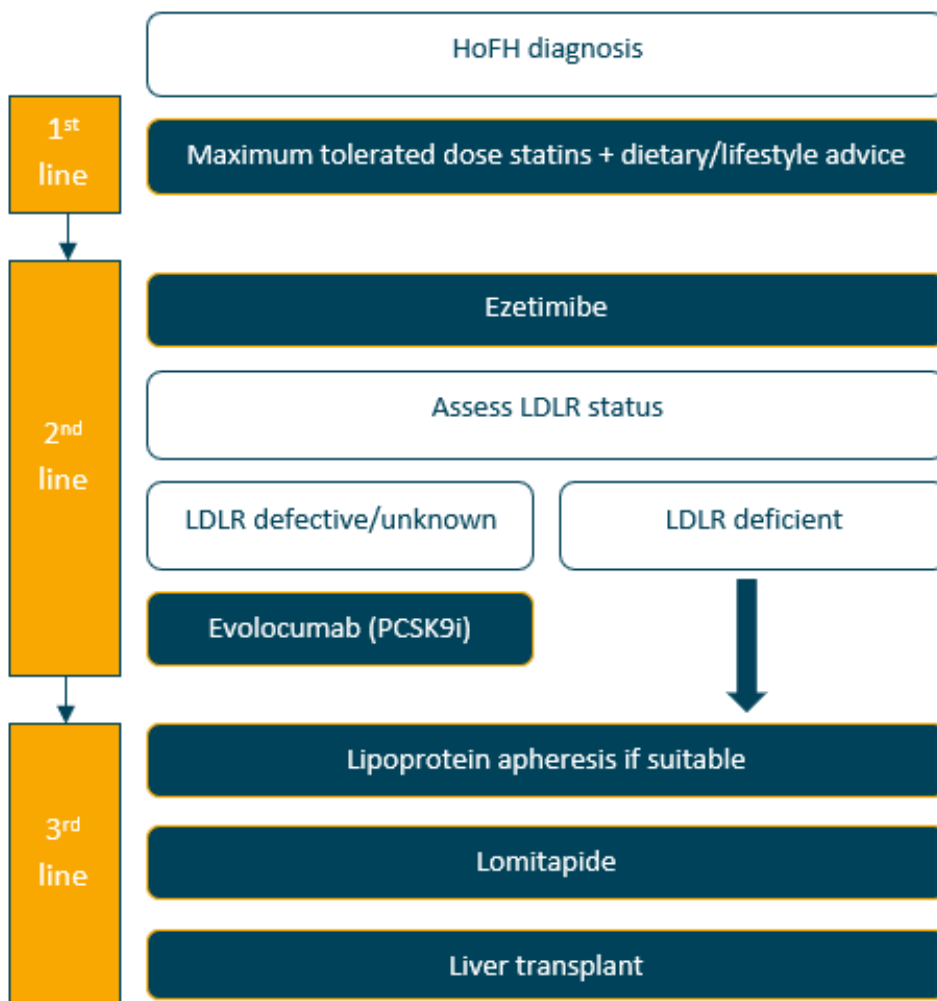 HoFH diagnosis
1st
line
Maximum tolerated dose statins + dietary/lifestyle advice
Ezetimibe
2nd
line
Assess LDLR status
LDLR defective/unknown
LDLR deficient
Evolocumab (PCSK9i)
3rd
line
Lipoprotein apheresis if suitable
Lomitapide
Liver transplant